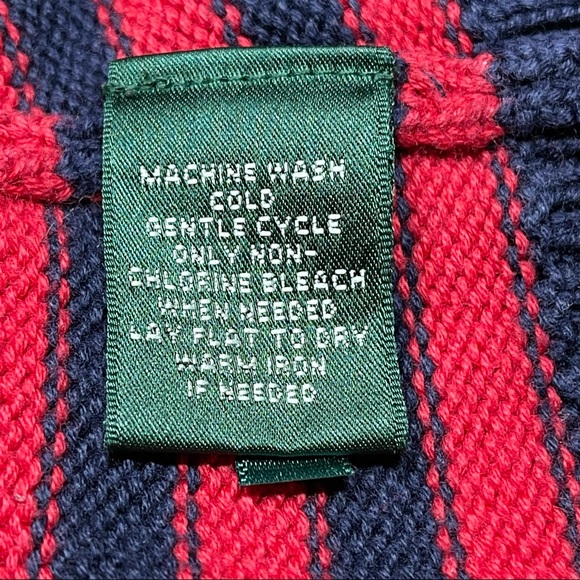 MACHINE WASH
COLD
GENTLE CYCLE
ONLY NON-
CHLORINE BLEACH
WHEN NEEDED
LAY FLAT TO DRY
WARM IRON
IF NEEDED